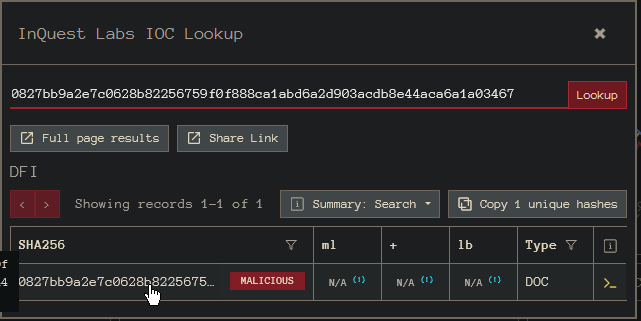 InQuest Labs IOC Lookup
0827bb9a2e7c0628b82256759f0f888ca1abd6a2d903acdb8e44aca6a1a03467
Lookup
Full page results
Share Link
DFI
Showing records 1-1 of 1
Summary: Search
Copy 1 unique hashes
SHA256 ml + lb Type
0827bb9a2e7c0628b8225675… MALICIOUS N/A (!) N/A (!) N/A (!) DOC